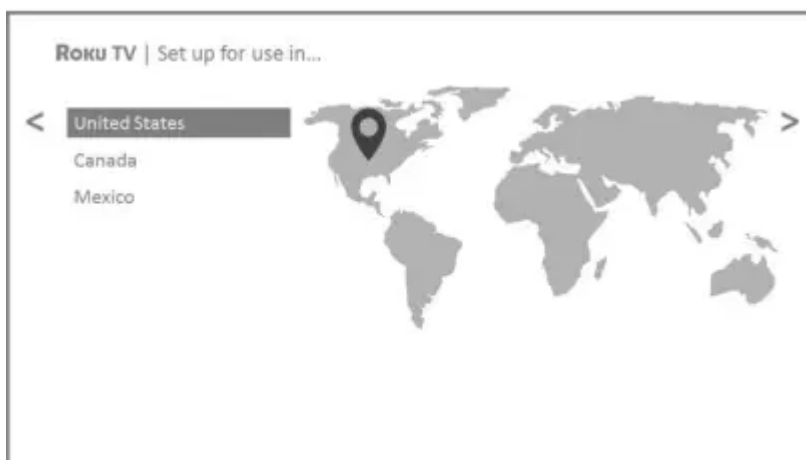 ROKU TV | Set up for use in...
< United States >
Canada
Mexico